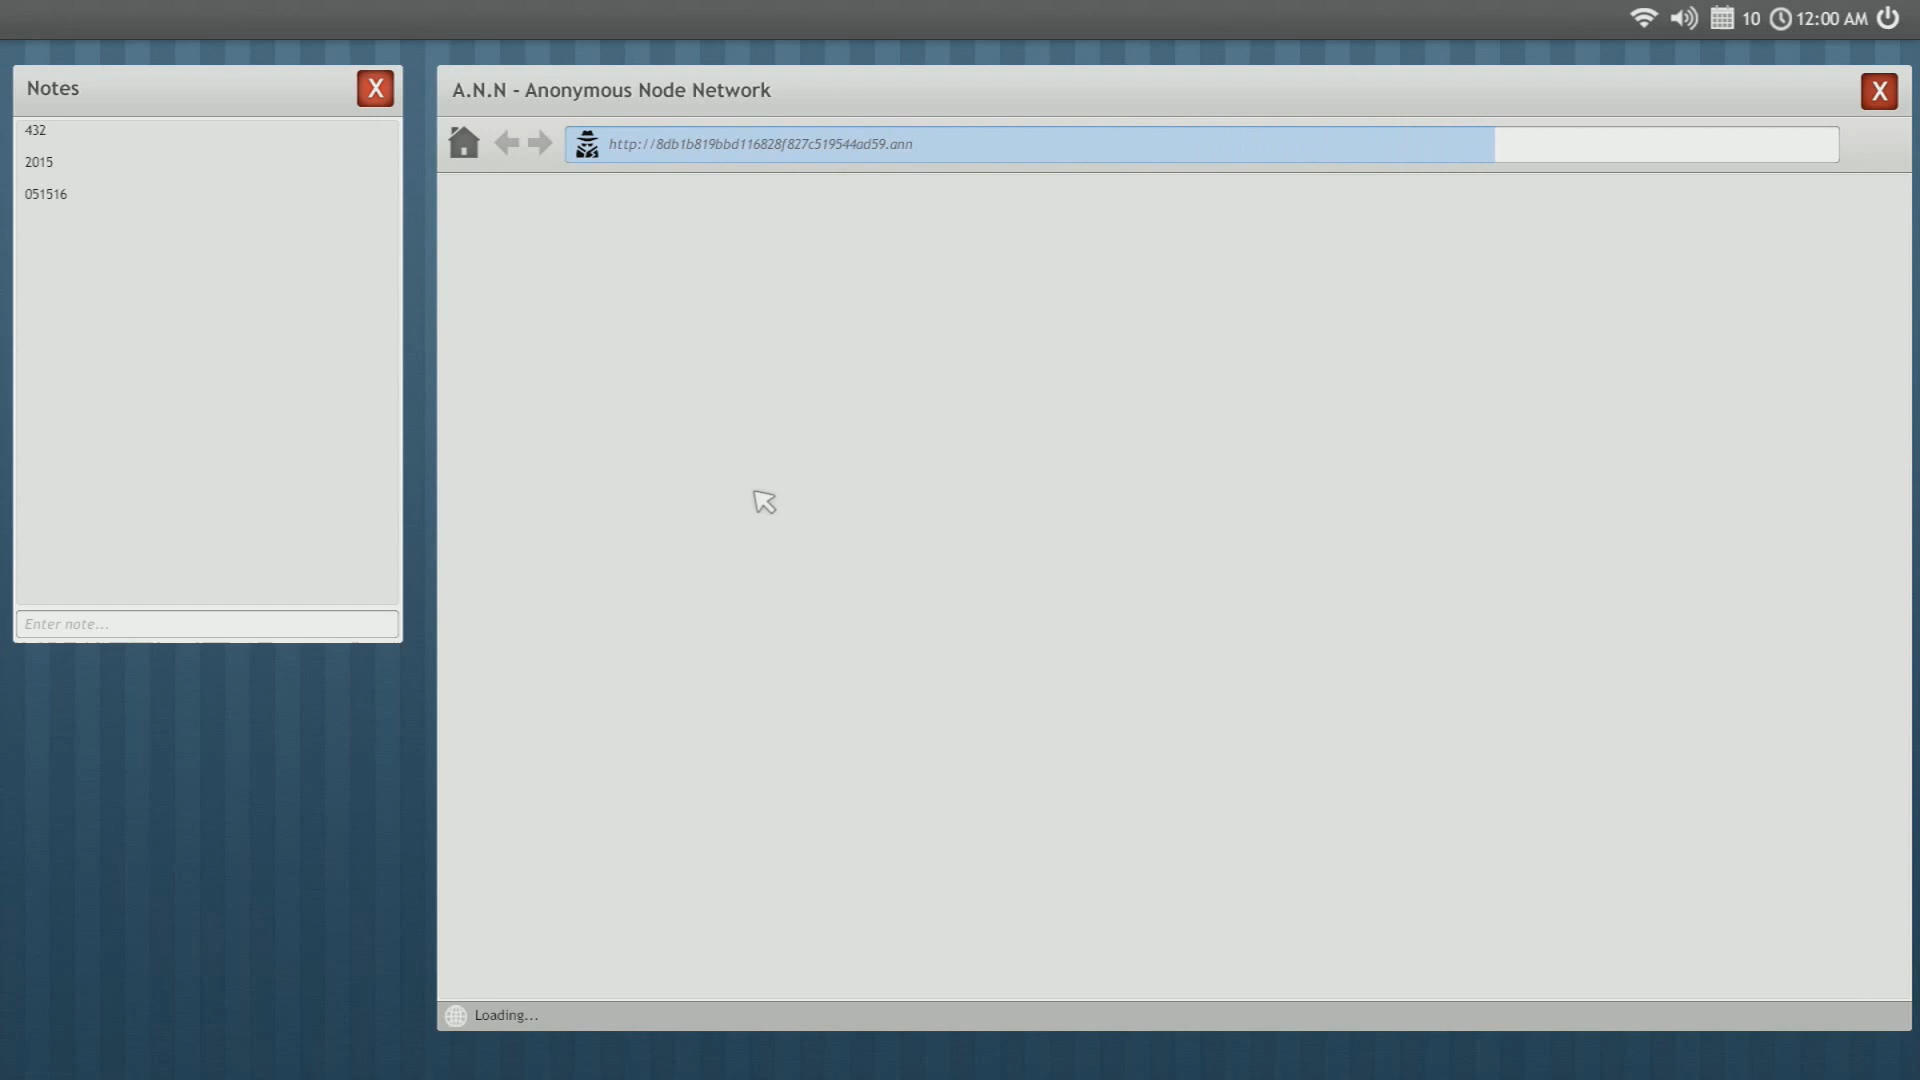 10 12:00 AM
Notes X
432
2015
051516
Enter note...
A.N.N - Anonymous Node Network X
http://8db1b819bbd116828f827c519544ad59.ann
Loading...